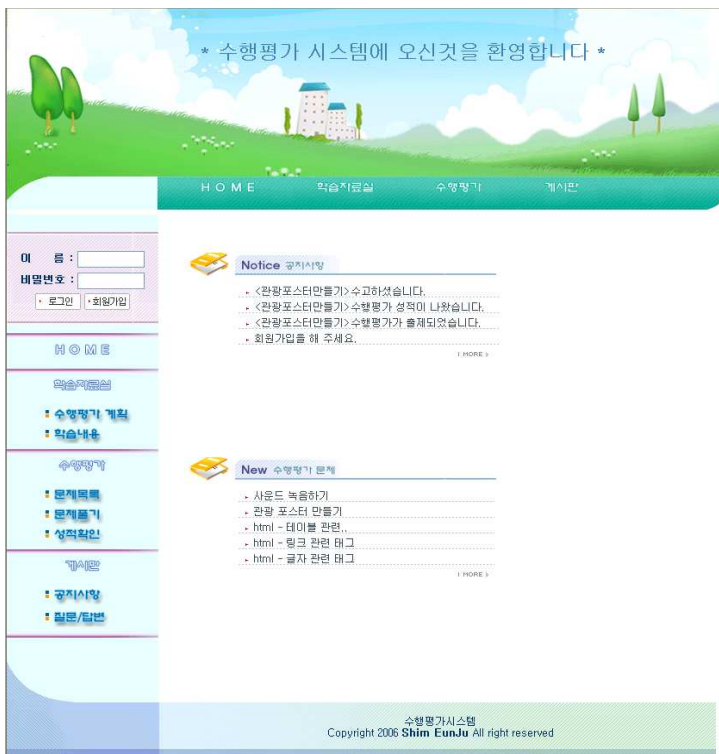 * 수행평가 시스템에 오신것을 환영합니다 *
HOME 학습자료실 수행평가 게시판
이 름 :
비밀번호 :
로그인 회원가입
HOME
학습자료실
수행평가 계획
학습내용
수행평가
문제목록
문제풀기
성적확인
게시판
공지사항
질문/답변
Notice 공지사항
<관광포스터만들기>수고하셨습니다.
<관광포스터만들기>수행평가 성적이 나왔습니다.
<관광포스터만들기>수행평가가 출제되었습니다.
회원가입을 해 주세요.
MORE
New 수행평가 문제
사운드 녹음하기
관광 포스터 만들기
html - 테이블 관련..
html - 링크 관련 태그
html - 글자 관련 태그
MORE
수행평가시스템
Copyright 2006 Shim EunJu All right reserved